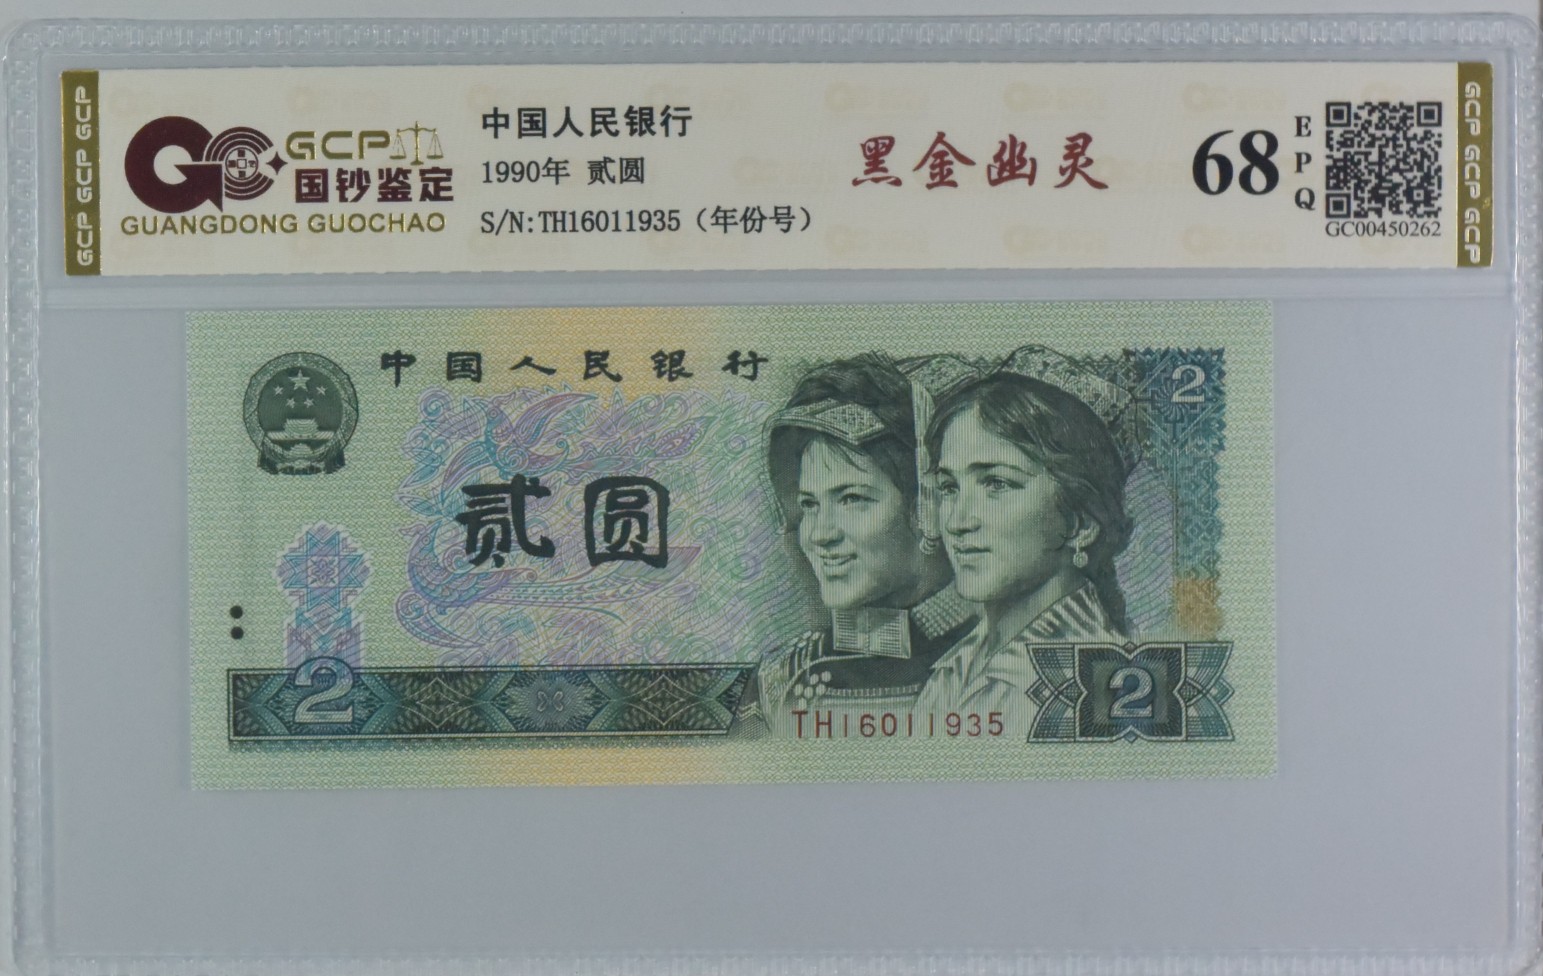 GCP GCP GCP
GCP
国钞鉴定
GUANGDONG GUOCHAO
中国人民银行
1990年 贰圆
S/N:TH16011935（年份号）
黑金幽灵
68
EPQ
GC00450262
GCP GCP GCP
中国人民银行
2
贰圆
2
TH16011935
2